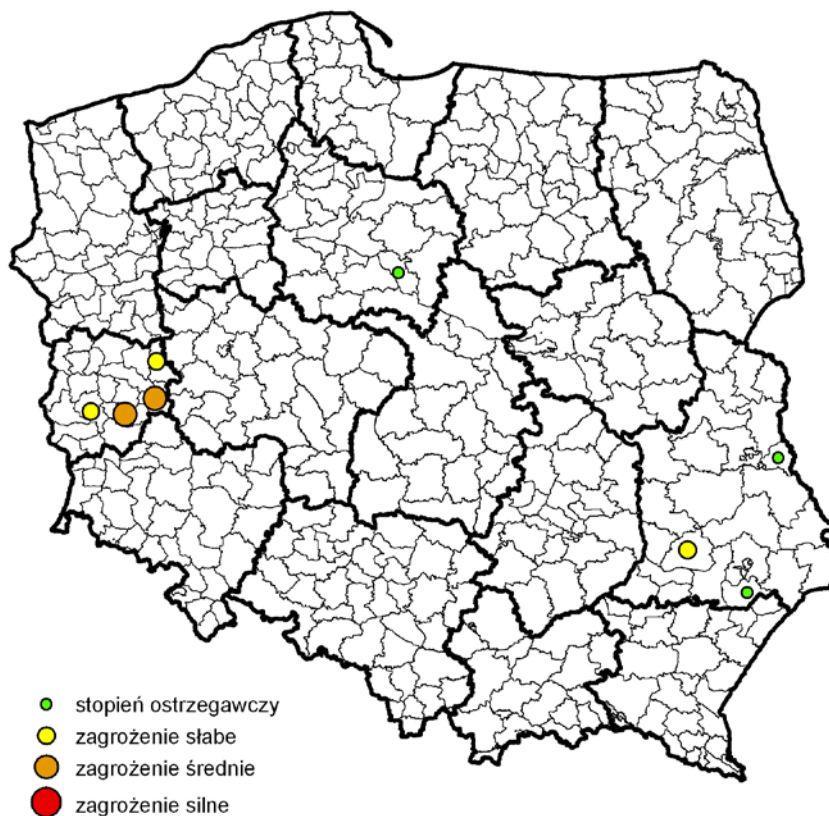 stopień ostrzegawczy
zagrożenie słabe
zagrożenie średnie
zagrożenie silne